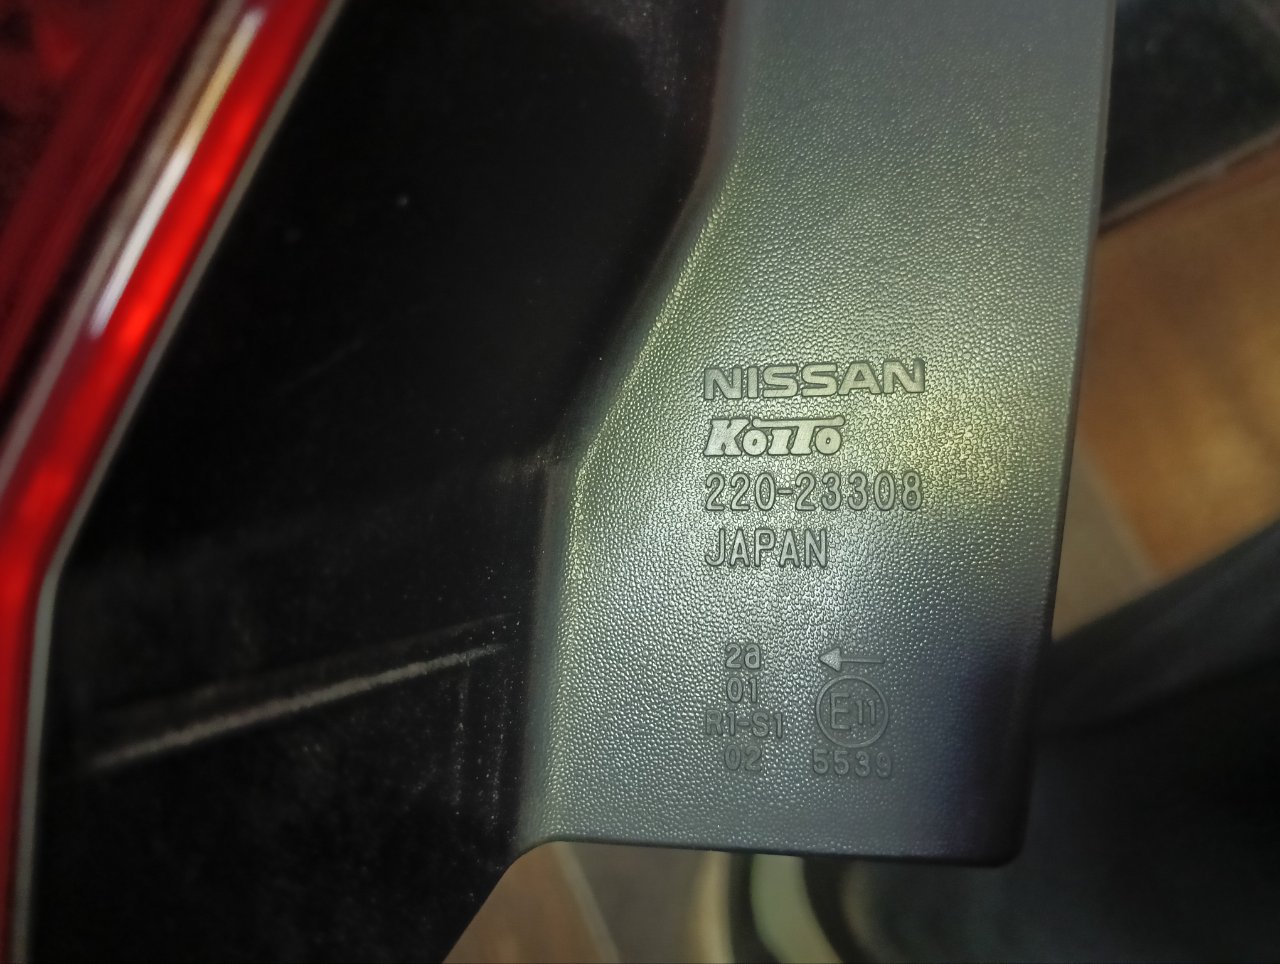 NISSAN
KOITO
220-23308
JAPAN
2a ←
01
R1-S1 E11
02 5539